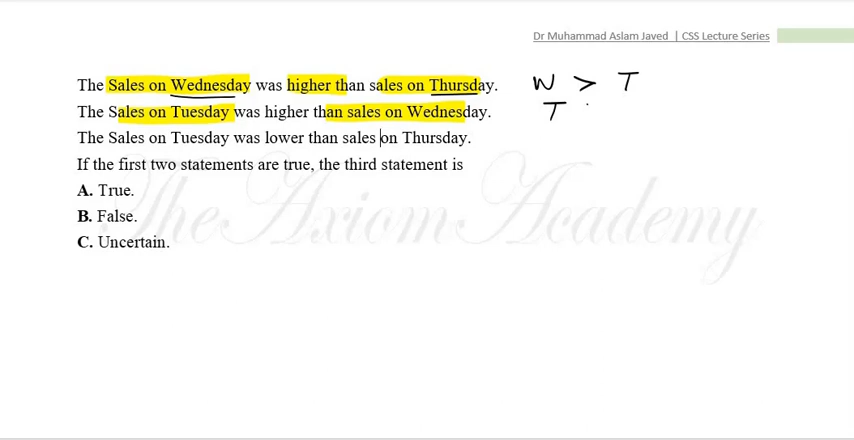 Dr Muhammad Aslam Javed | CSS Lecture Series
The Sales on Wednesday was higher than sales on Thursday. W > T
The Sales on Tuesday was higher than sales on Wednesday. T
The Sales on Tuesday was lower than sales on Thursday.
If the first two statements are true, the third statement is
A. True.
B. False.
C. Uncertain.
The Axiom Academy